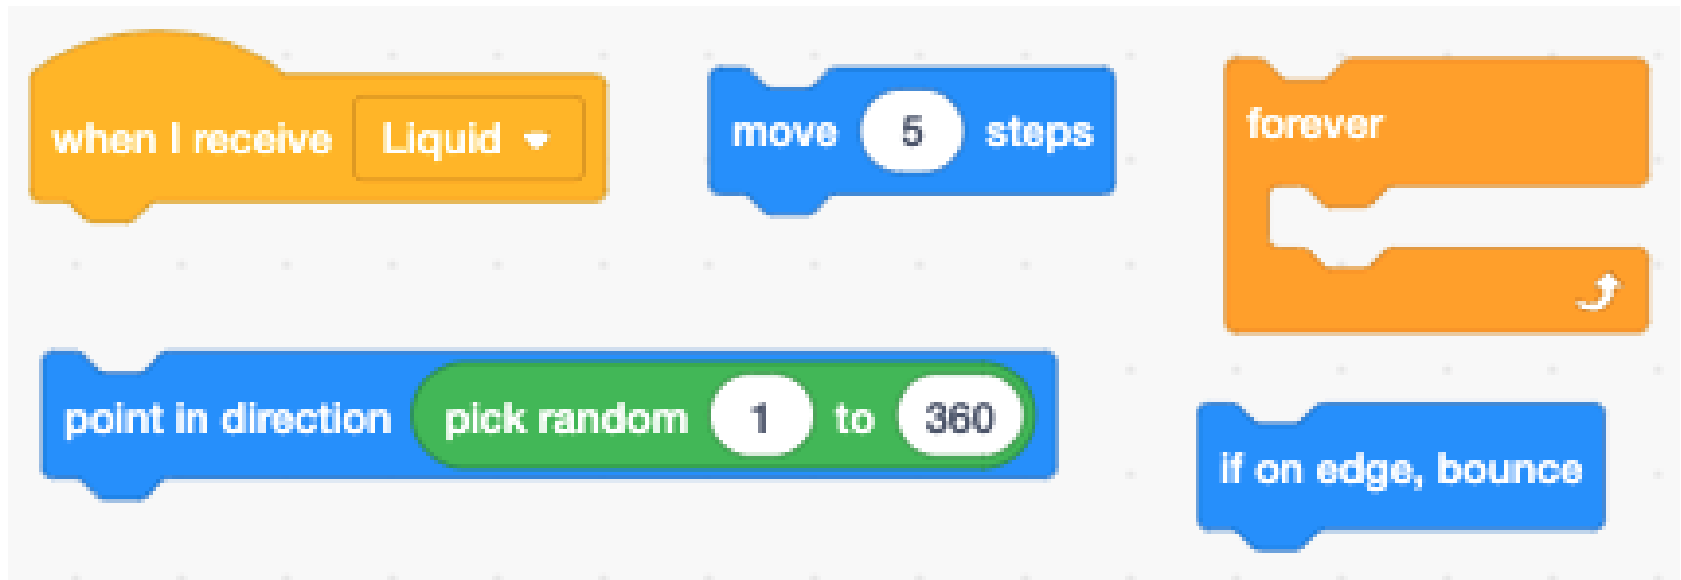 when I receive Liquid
move 5 steps
forever
point in direction pick random 1 to 360
if on edge, bounce